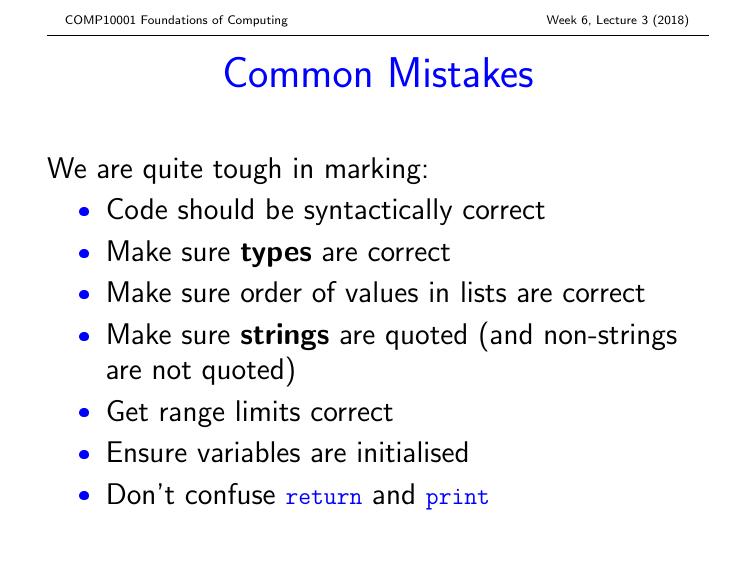 COMP10001 Foundations of Computing
Week 6, Lecture 3 (2018)
Common Mistakes
We are quite tough in marking:
• Code should be syntactically correct
• Make sure types are correct
• Make sure order of values in lists are correct
• Make sure strings are quoted (and non-strings
are not quoted)
• Get range limits correct
• Ensure variables are initialised
• Don't confuse return and print